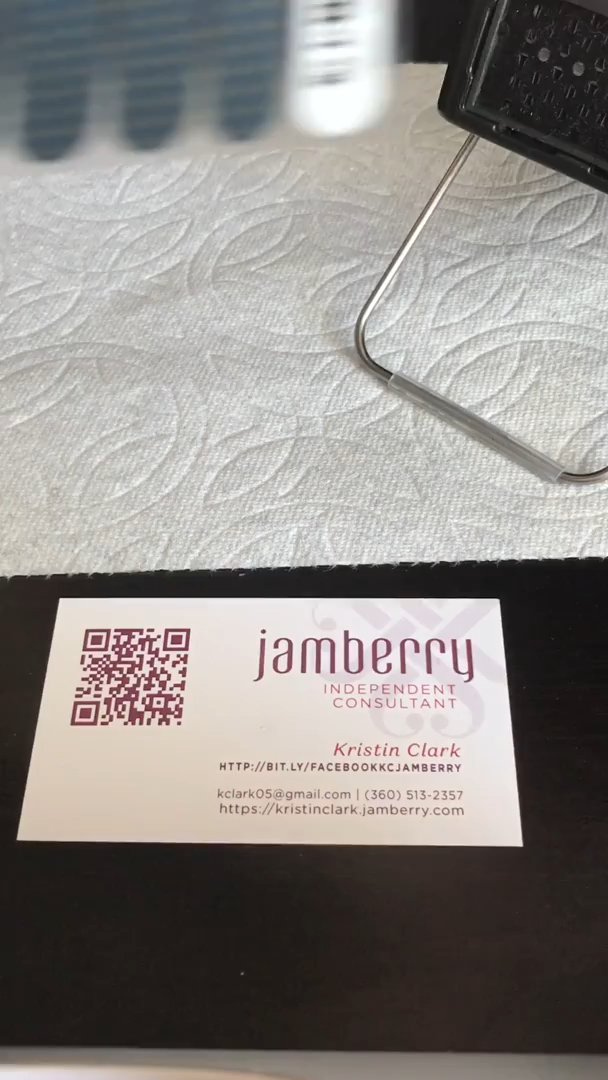 jamberry
INDEPENDENT
CONSULTANT
Kristin Clark
HTTP://BIT.LY/FACEBOOKKCJAMBERRY
kclark05@gmail.com | (360) 513-2357
https://kristinclark.jamberry.com